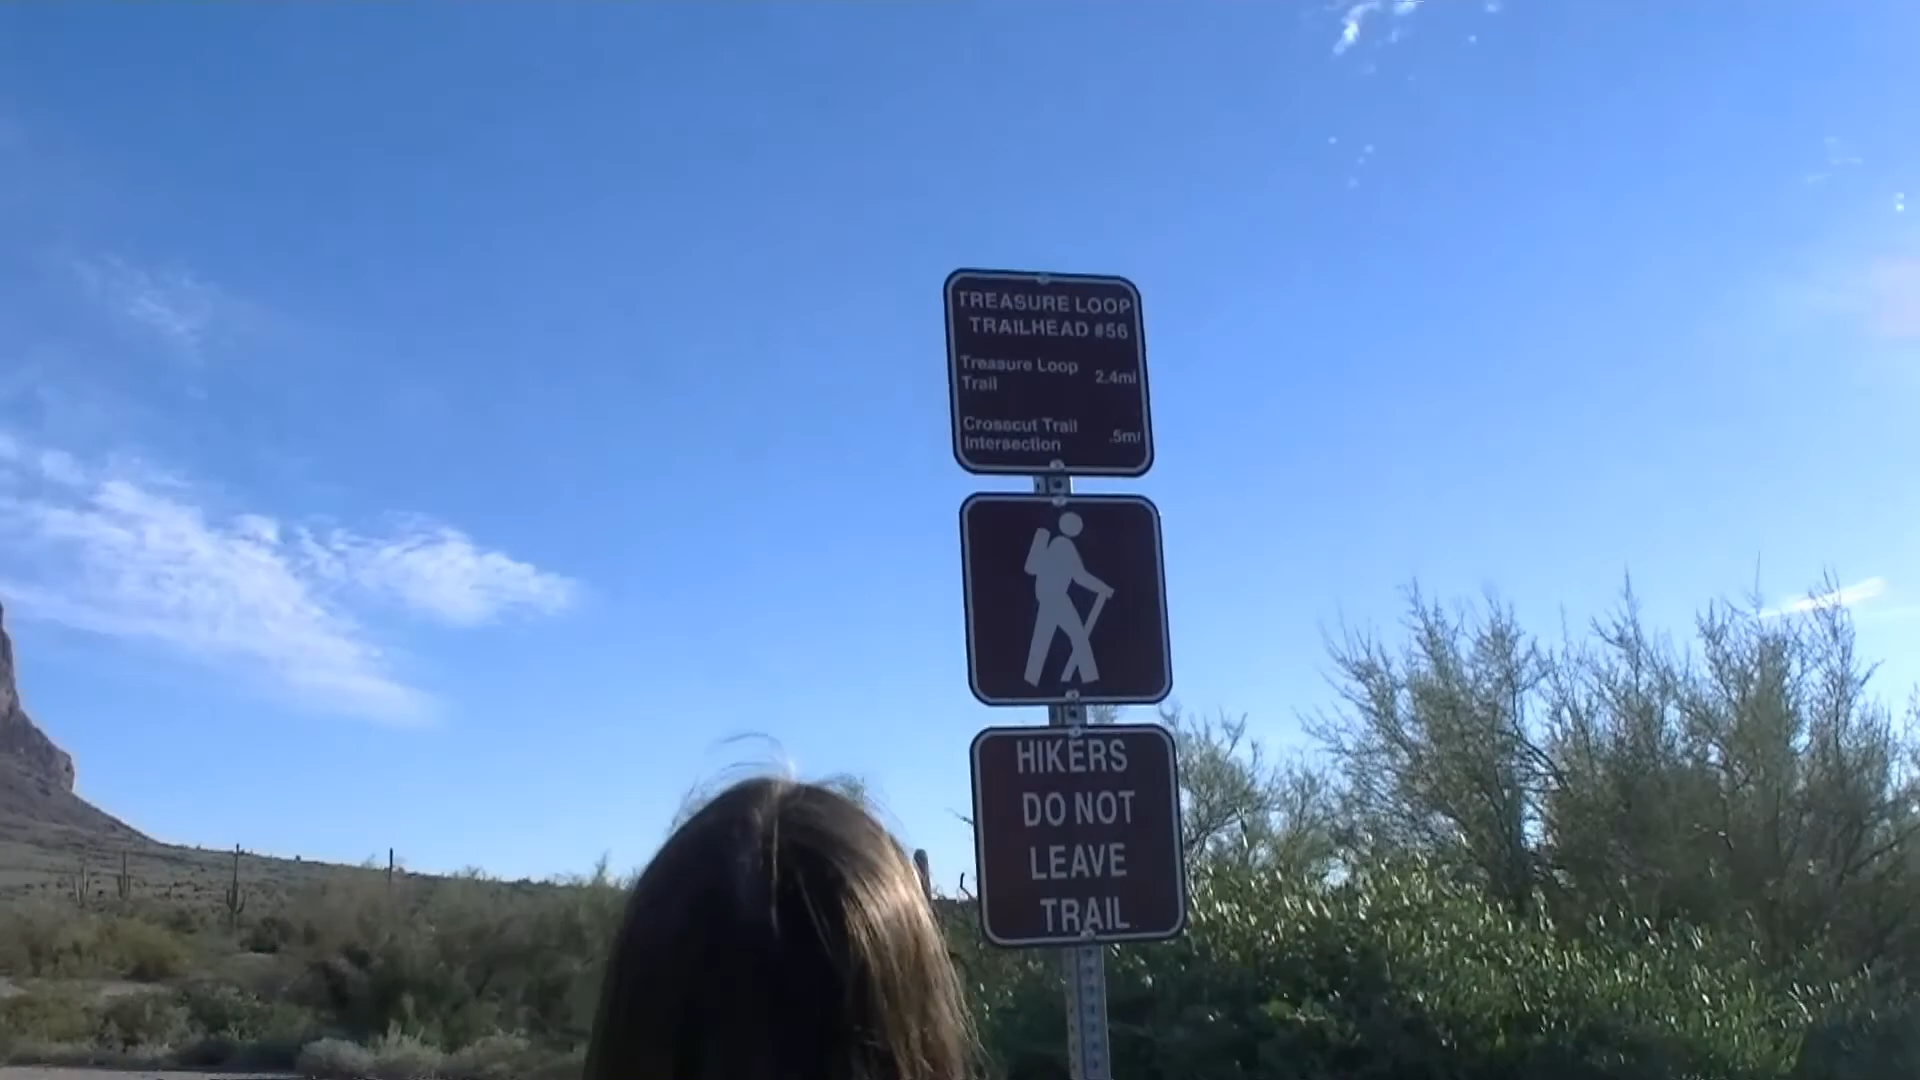 TREASURE LOOP
TRAILHEAD #56
Treasure Loop
Trail 2.4mi
Crosscut Trail
Intersection .5mi
HIKERS
DO NOT
LEAVE
TRAIL